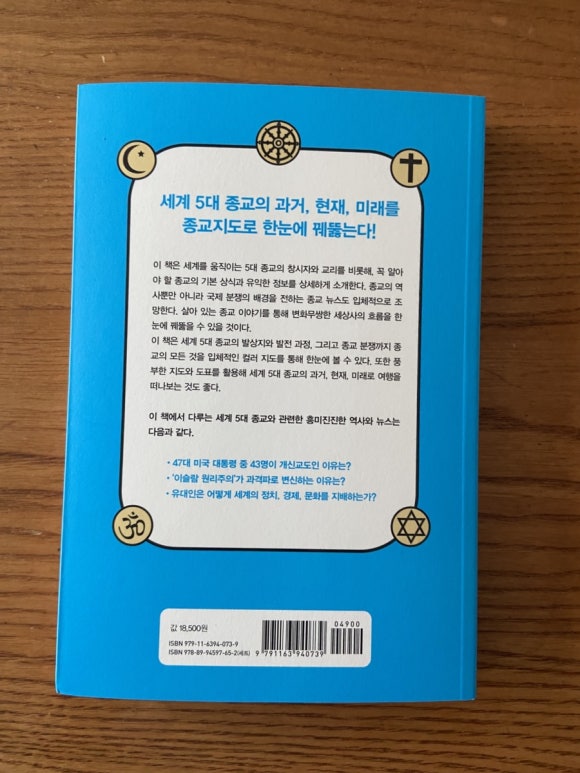 세계 5대 종교의 과거, 현재, 미래를
종교지도로 한눈에 꿰뚫는다!
이 책은 세계를 움직이는 5대 종교의 창시자와 교리를 비롯해, 꼭 알아
야 할 종교의 기본 상식과 유익한 정보를 상세하게 소개한다. 종교의 역
사뿐만 아니라 국제 분쟁의 배경을 전하는 종교 뉴스도 입체적으로 조
망한다. 살아 있는 종교 이야기를 통해 변화무쌍한 세상사의 흐름을 한
눈에 꿰뚫을 수 있을 것이다.
이 책은 세계 5대 종교의 발상지와 발전 과정, 그리고 종교 분쟁까지 종
교의 모든 것을 입체적인 컬러 지도를 통해 한눈에 볼 수 있다. 또한 풍
부한 지도와 도표를 활용해 세계 5대 종교의 과거, 현재, 미래로 여행을
떠나보는 것도 좋다.
이 책에서 다루는 세계 5대 종교와 관련한 흥미진진한 역사와 뉴스는
다음과 같다.
• 47대 미국 대통령 중 43명이 개신교도인 이유는?
• '이슬람 원리주의'가 과격파로 변신하는 이유는?
• 유대인은 어떻게 세계의 정치, 경제, 문화를 지배하는가?
값 18,500원
ISBN 979-11-6394-073-9
ISBN 978-89-94597-65-2(세트)
04900
9 791163 940739